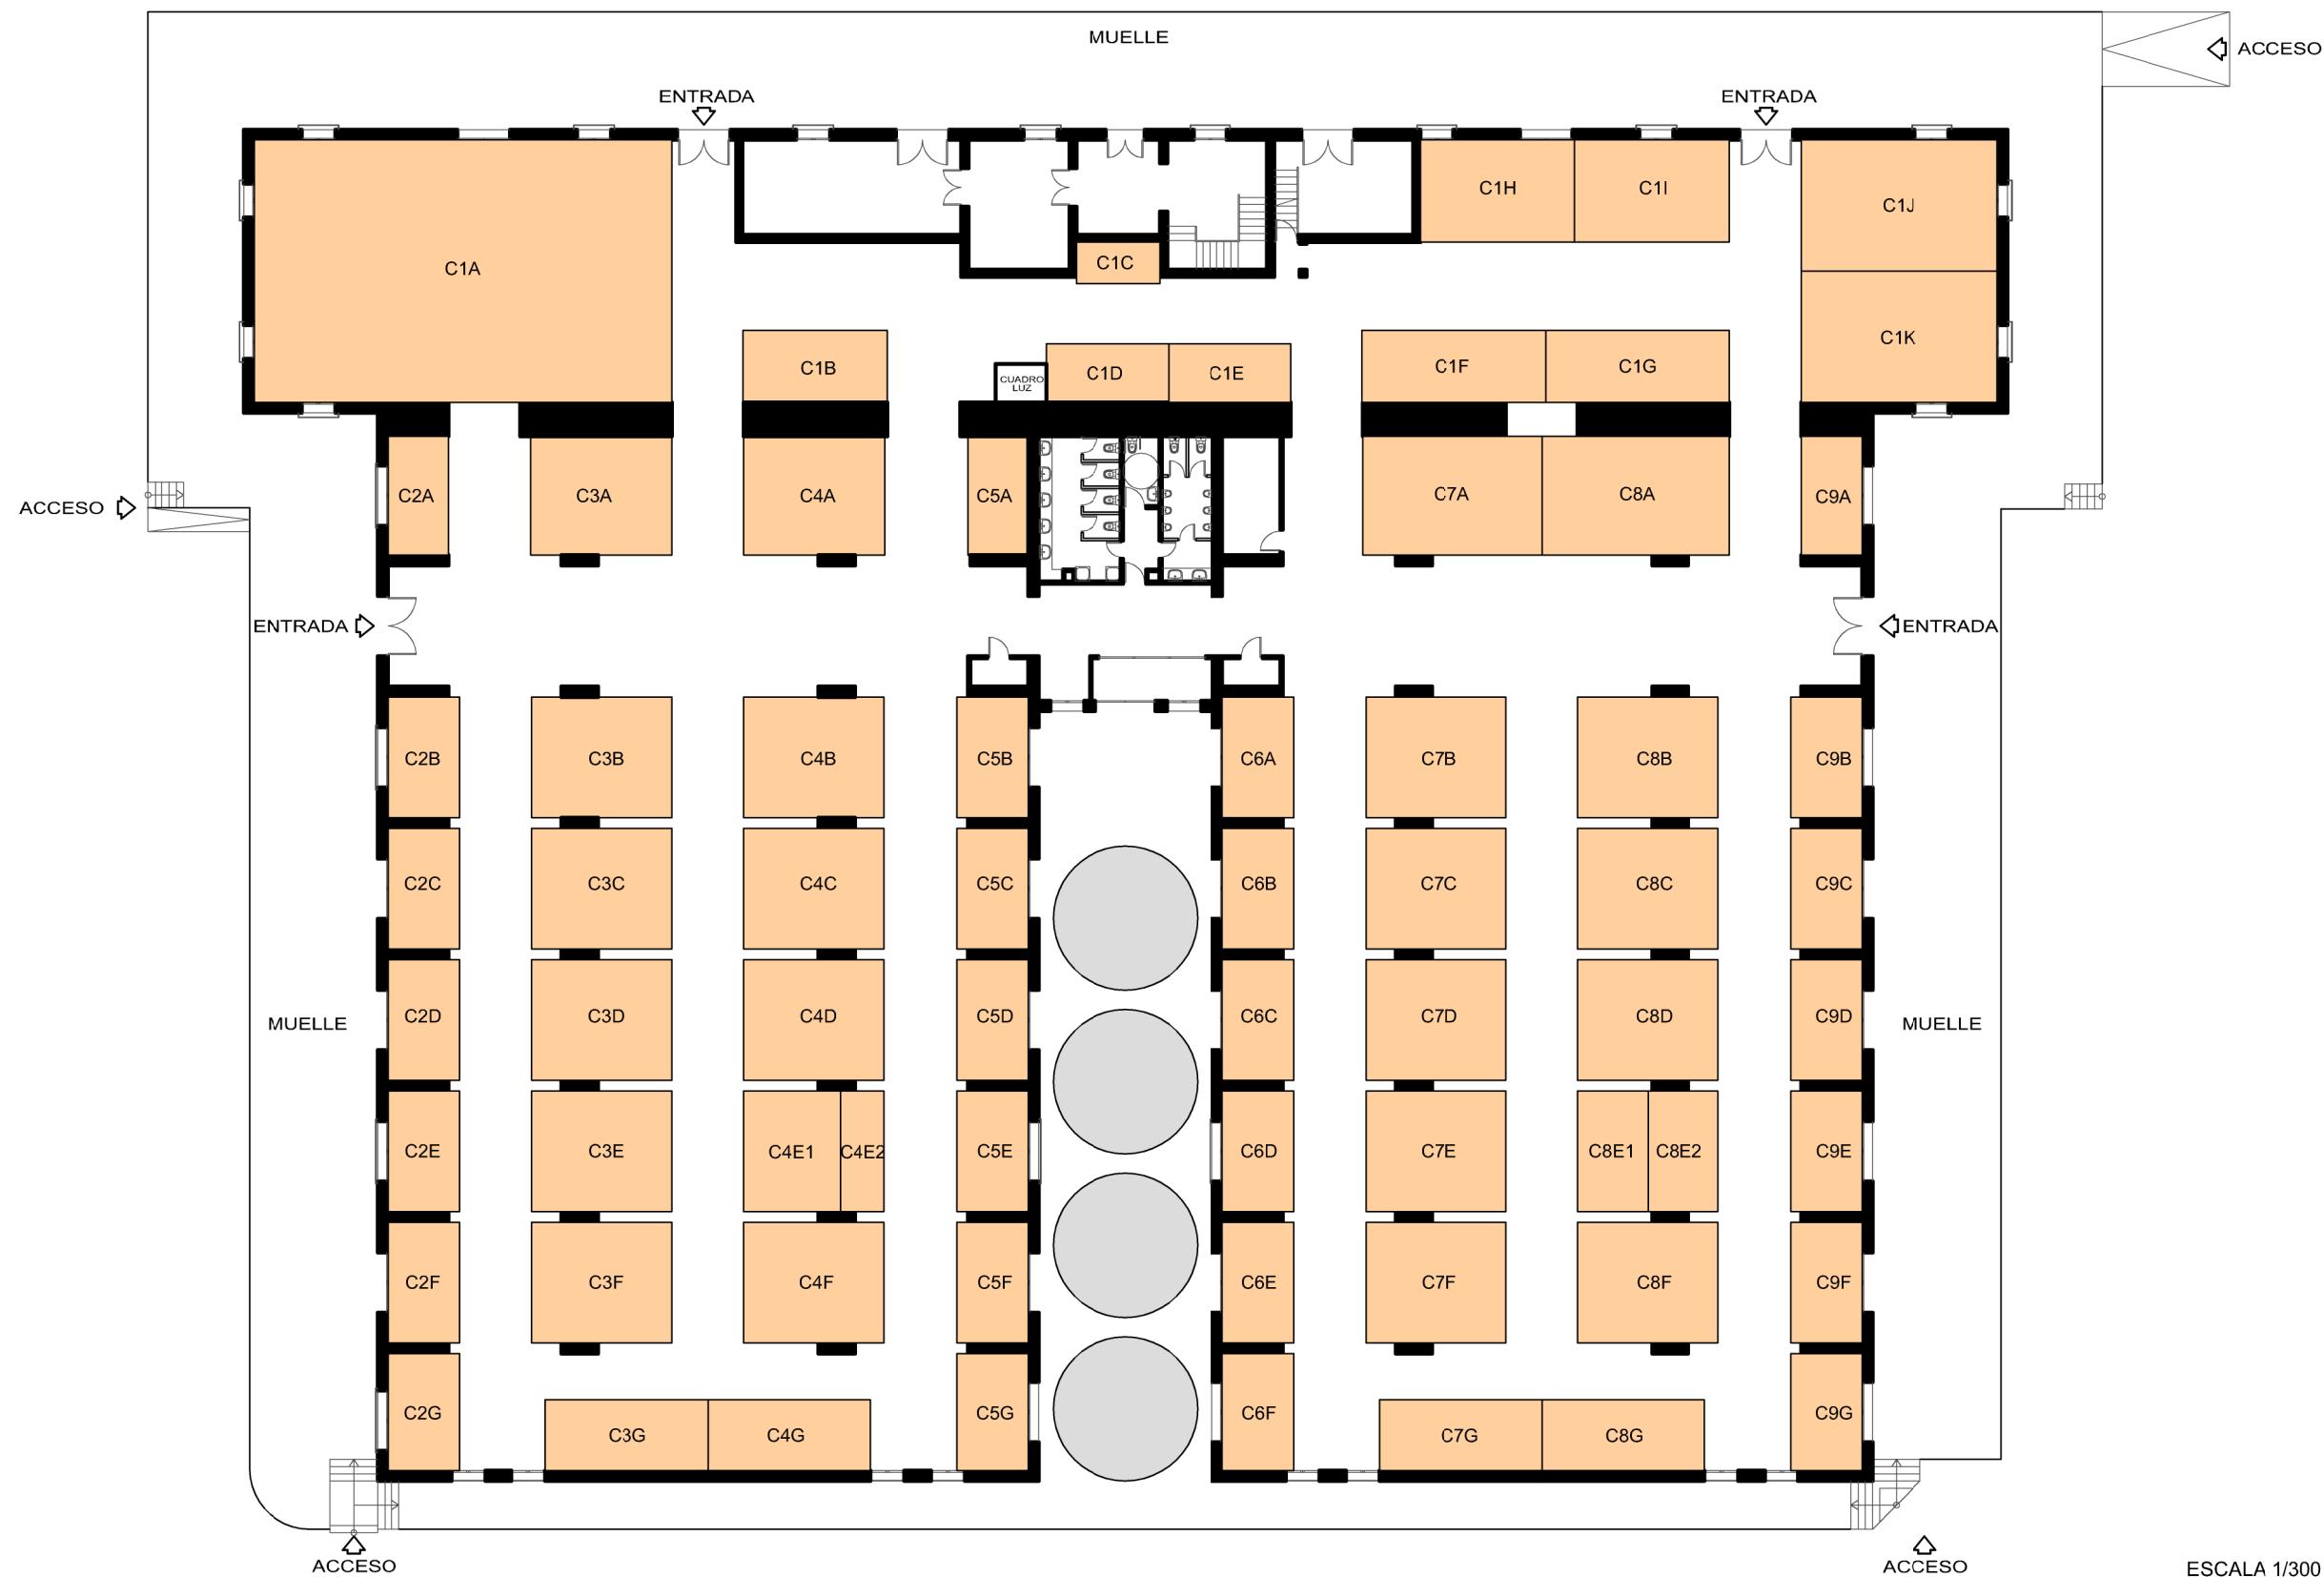 MUELLE
ACCESO
ENTRADA
ENTRADA
C1A
C1H
C1I
C1J
C1C
C1K
C1B
CUADRO
LUZ
C1D
C1E
C1F
C1G
C2A
C3A
C4A
C5A
C7A
C8A
C9A
ACCESO
ENTRADA
ENTRADA
C2B
C3B
C4B
C5B
C6A
C7B
C8B
C9B
C2C
C3C
C4C
C5C
C6B
C7C
C8C
C9C
MUELLE
C2D
C3D
C4D
C5D
C6C
C7D
C8D
C9D
MUELLE
C2E
C3E
C4E1
C4E2
C5E
C6D
C7E
C8E1
C8E2
C9E
C2F
C3F
C4F
C5F
C6E
C7F
C8F
C9F
C2G
C3G
C4G
C5G
C6F
C7G
C8G
C9G
ACCESO
ACCESO
ESCALA 1/300